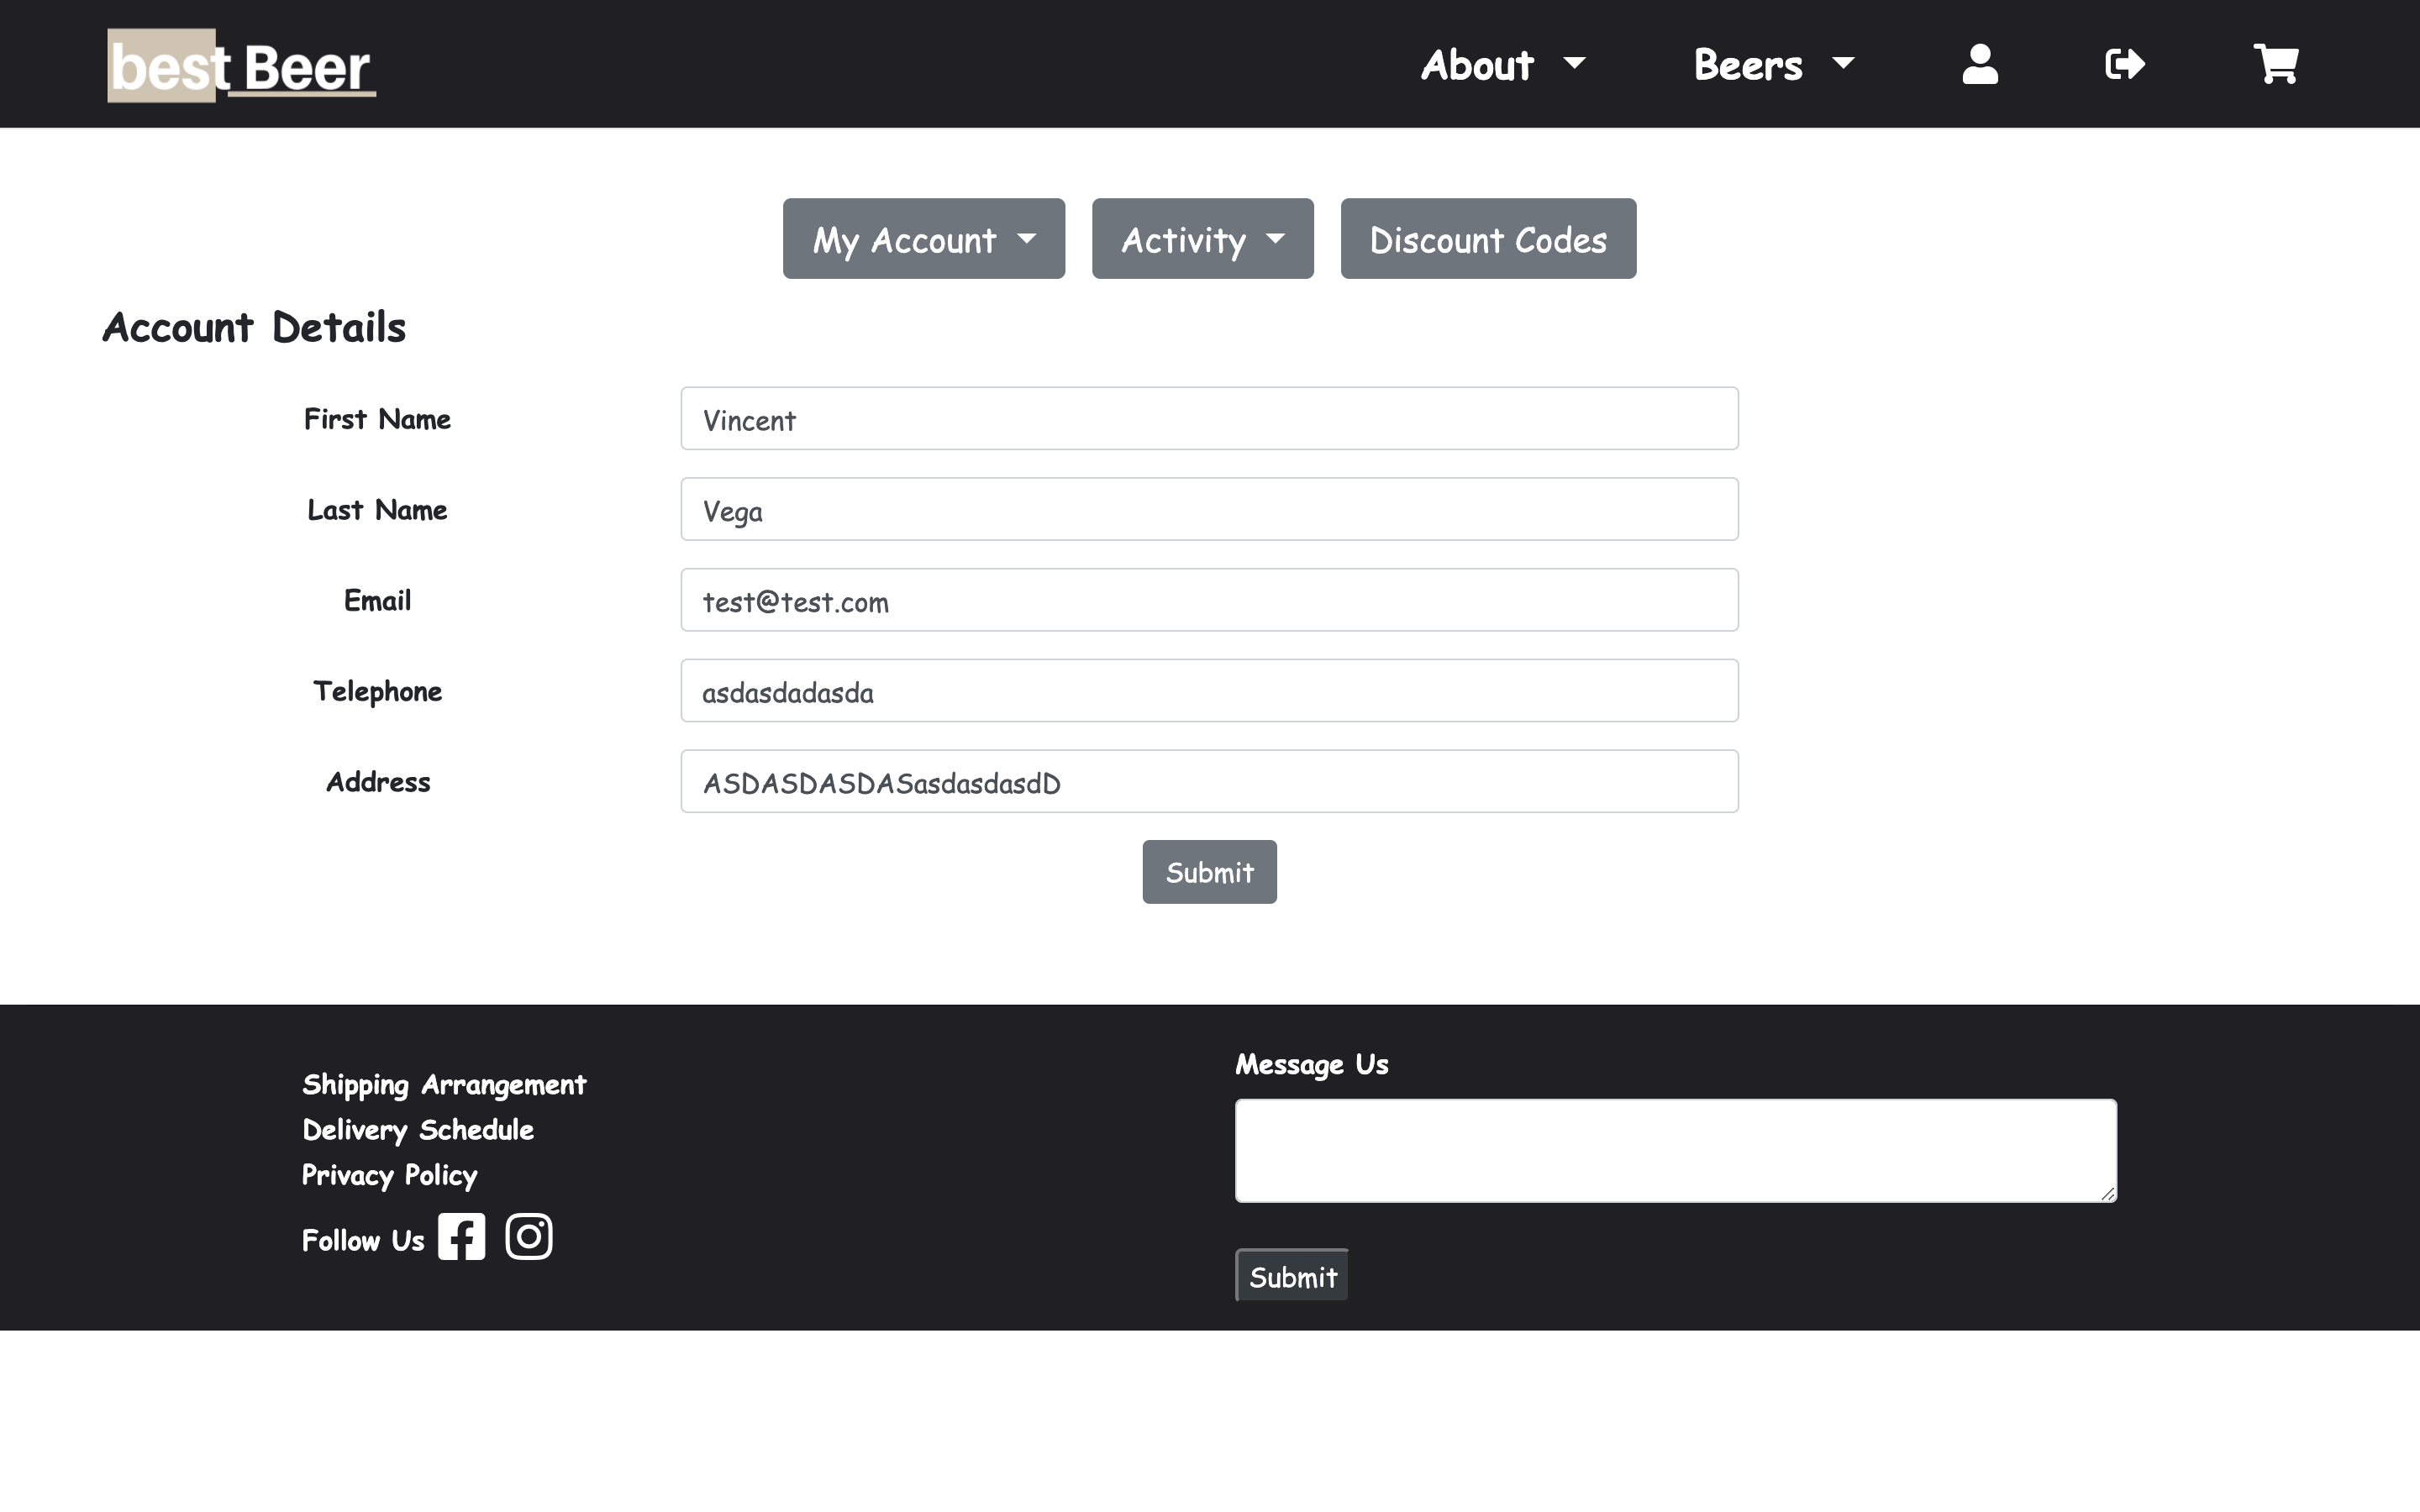 best Beer
About
Beers
My Account
Activity
Discount Codes
Account Details
First Name
Vincent
Last Name
Vega
Email
test@test.com
Telephone
asdasdadasda
Address
ASDASDASDASasdasdasdD
Submit
Shipping Arrangement
Delivery Schedule
Privacy Policy
Follow Us
Message Us
Submit